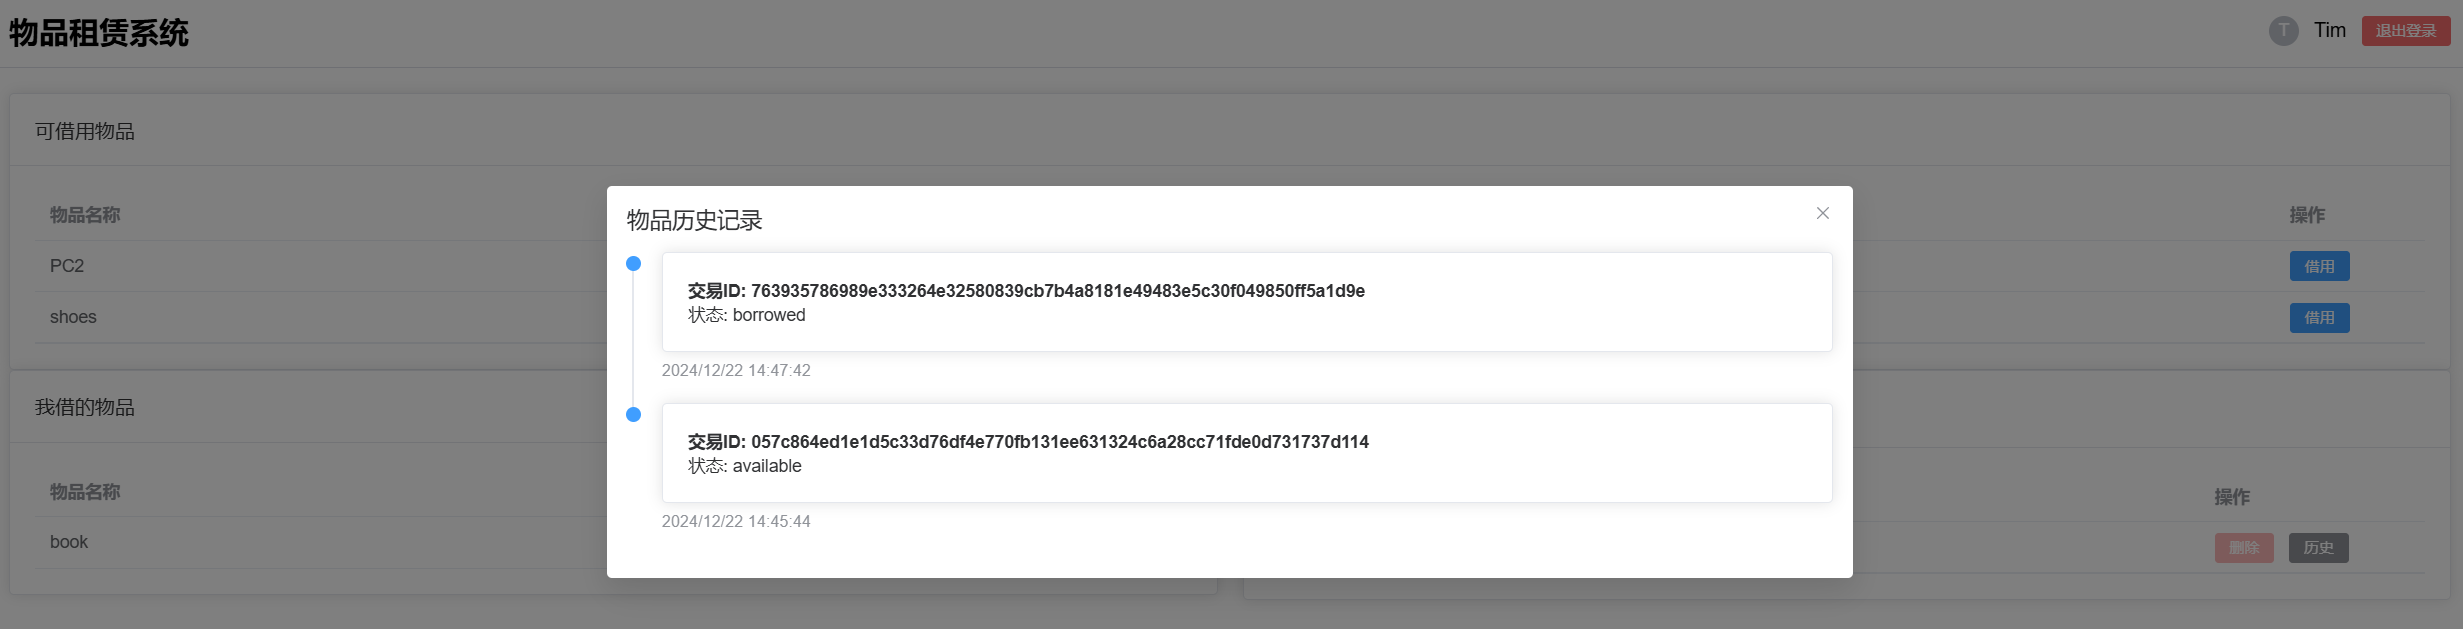 物品租赁系统
T Tim 退出登录
可借用物品
物品名称 操作
PC2 借用
shoes 借用
物品历史记录
交易ID: 763935786989e333264e32580839cb7b4a8181e49483e5c30f049850ff5a1d9e
状态: borrowed
2024/12/22 14:47:42
交易ID: 057c864ed1e1d5c33d76df4e770fb131ee631324c6a28cc71fde0d731737d114
状态: available
2024/12/22 14:45:44
我借的物品
物品名称
book
操作
删除 历史